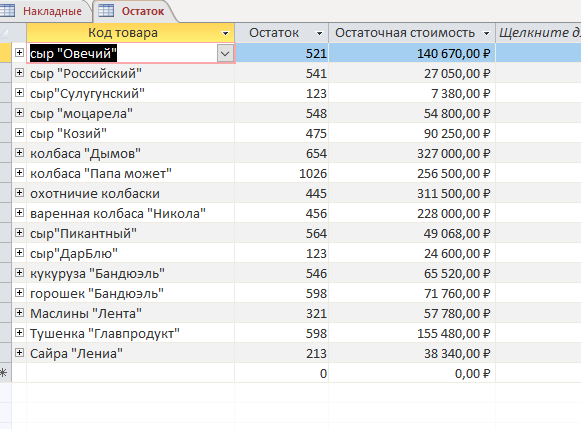 Накладные Остаток
Код товара Остаток Остаточная стоимость Щелкните д
сыр "Овечий" 521 140 670,00 ₽
сыр "Российский" 541 27 050,00 ₽
сыр"Сулугунский" 123 7 380,00 ₽
сыр "моцарела" 548 54 800,00 ₽
сыр "Козий" 475 90 250,00 ₽
колбаса "Дымов" 654 327 000,00 ₽
колбаса "Папа может" 1026 256 500,00 ₽
охотничие колбаски 445 311 500,00 ₽
варенная колбаса "Никола" 456 228 000,00 ₽
сыр"Пикантный" 564 49 068,00 ₽
сыр"ДарБлю" 123 24 600,00 ₽
кукуруза "Бандюэль" 546 65 520,00 ₽
горошек "Бандюэль" 598 71 760,00 ₽
Маслины "Лента" 321 57 780,00 ₽
Тушенка "Главпродукт" 598 155 480,00 ₽
Сайра "Лениа" 213 38 340,00 ₽
0 0,00 ₽